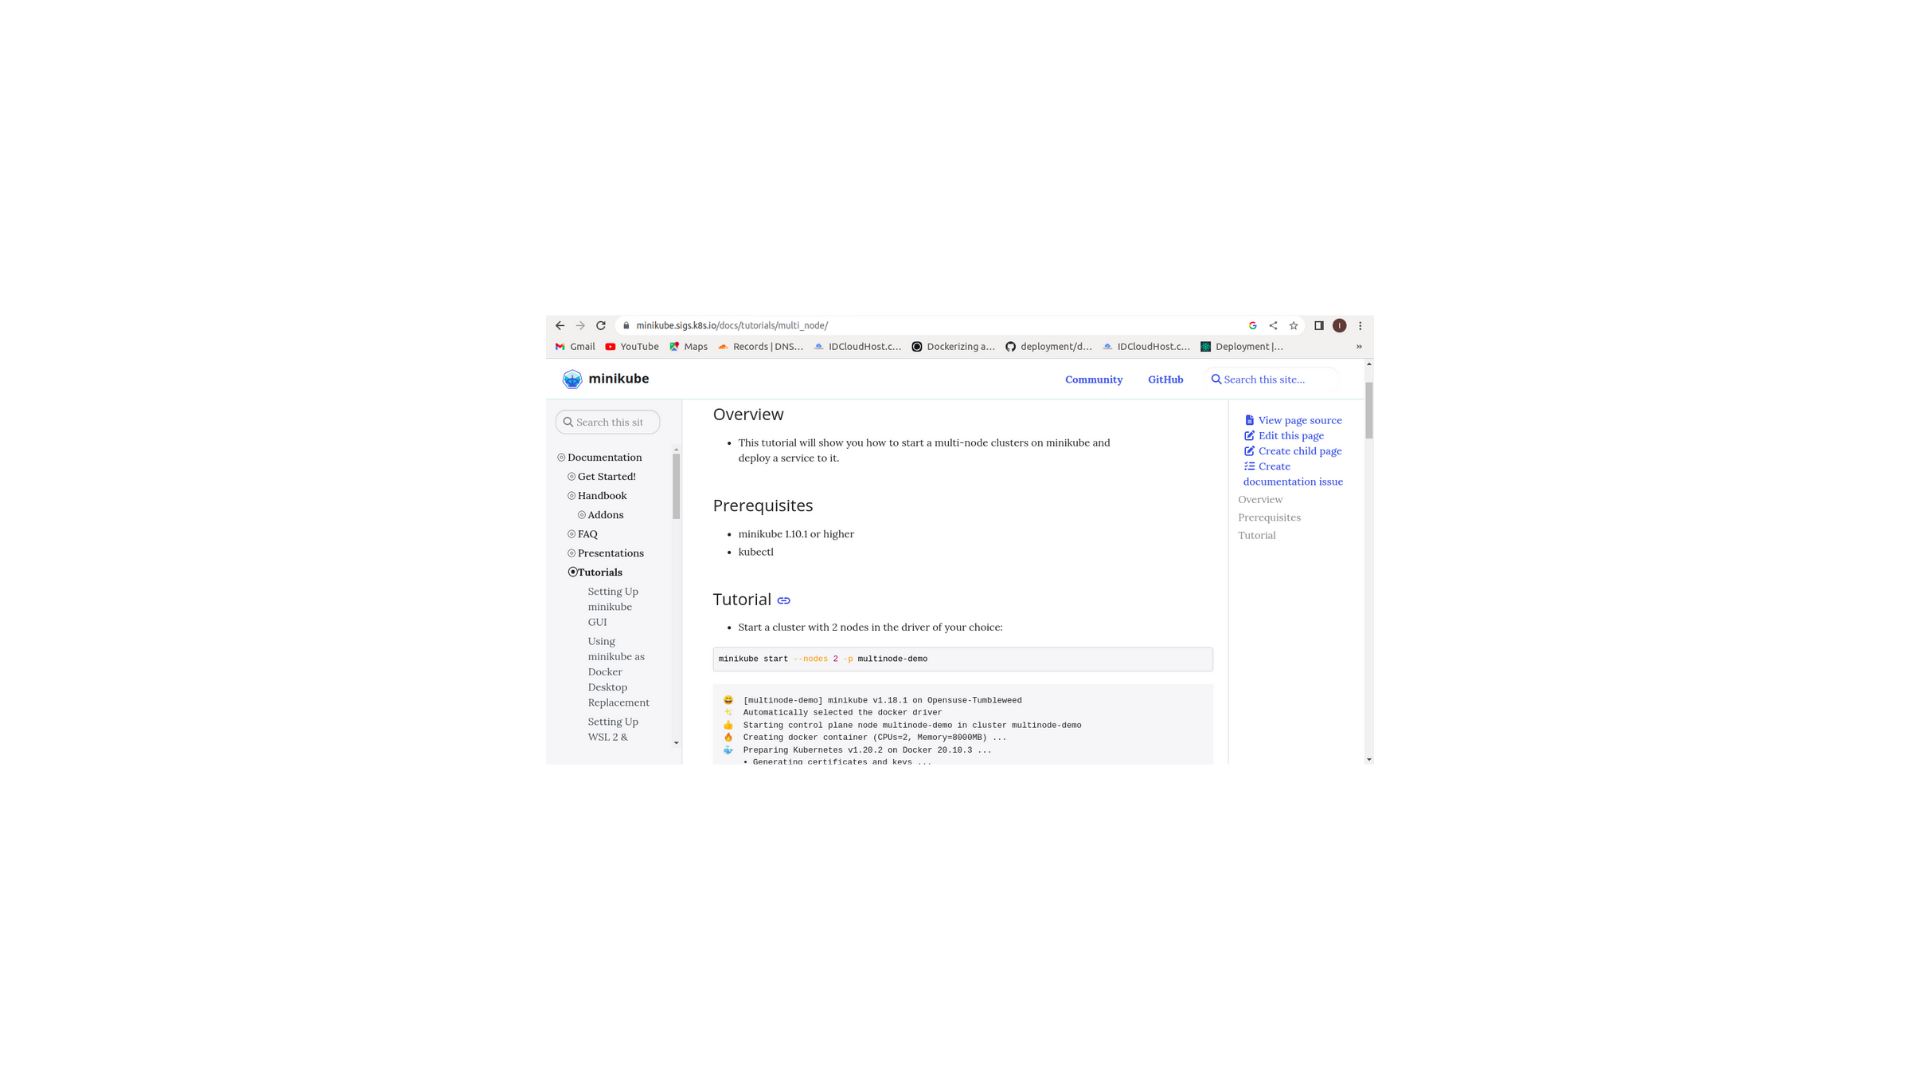 minikube.sigs.k8s.io/docs/tutorials/multi_node/
Gmail YouTube Maps Records | DNS... IDCloudHost.c... Dockerizing a... deployment/d... IDCloudHost.c... Deployment |... »
minikube Community GitHub Search this site...
Search this sit
Documentation
Get Started!
Handbook
Addons
FAQ
Presentations
Tutorials
Setting Up
minikube
GUI
Using
minikube as
Docker
Desktop
Replacement
Setting Up
WSL 2 &
Overview
• This tutorial will show you how to start a multi-node clusters on minikube and
deploy a service to it.
Prerequisites
• minikube 1.10.1 or higher
• kubectl
Tutorial
• Start a cluster with 2 nodes in the driver of your choice:
minikube start --nodes 2 -p multinode-demo
[multinode-demo] minikube v1.18.1 on Opensuse-Tumbleweed
Automatically selected the docker driver
Starting control plane node multinode-demo in cluster multinode-demo
Creating docker container (CPUs=2, Memory=8000MB) ...
Preparing Kubernetes v1.20.2 on Docker 20.10.3 ...
• Generating certificates and keys ...
View page source
Edit this page
Create child page
Create
documentation issue
Overview
Prerequisites
Tutorial